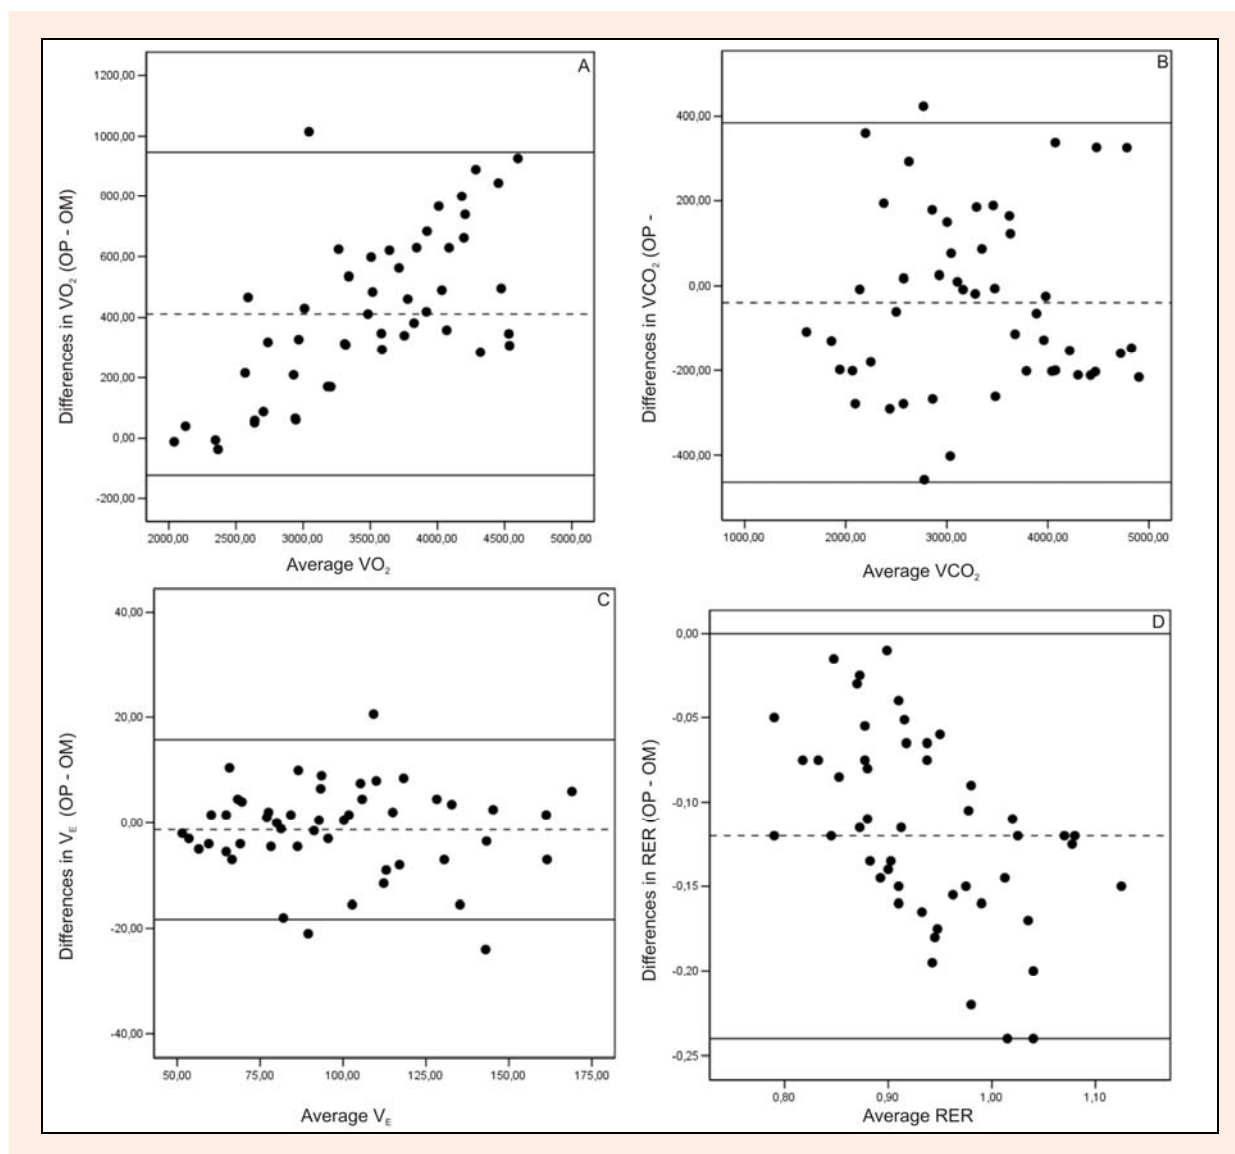 A
Differences in VO₂ (OP - OM)
1200,00
1000,00
800,00
600,00
400,00
200,00
0,00
-200,00
2000,00 2500,00 3000,00 3500,00 4000,00 4500,00 5000,00
Average VO₂
B
Differences in VCO₂ (OP -
400,00
200,00
0,00
-200,00
-400,00
1000,00 2000,00 3000,00 4000,00 5000,00
Average VCO₂
C
Differences in VE (OP - OM)
40,00
20,00
0,00
-20,00
-40,00
50,00 75,00 100,00 125,00 150,00 175,00
Average VE
D
Differences in RER (OP - OM)
0,00
-0,05
-0,10
-0,15
-0,20
-0,25
0,80 0,90 1,00 1,10
Average RER